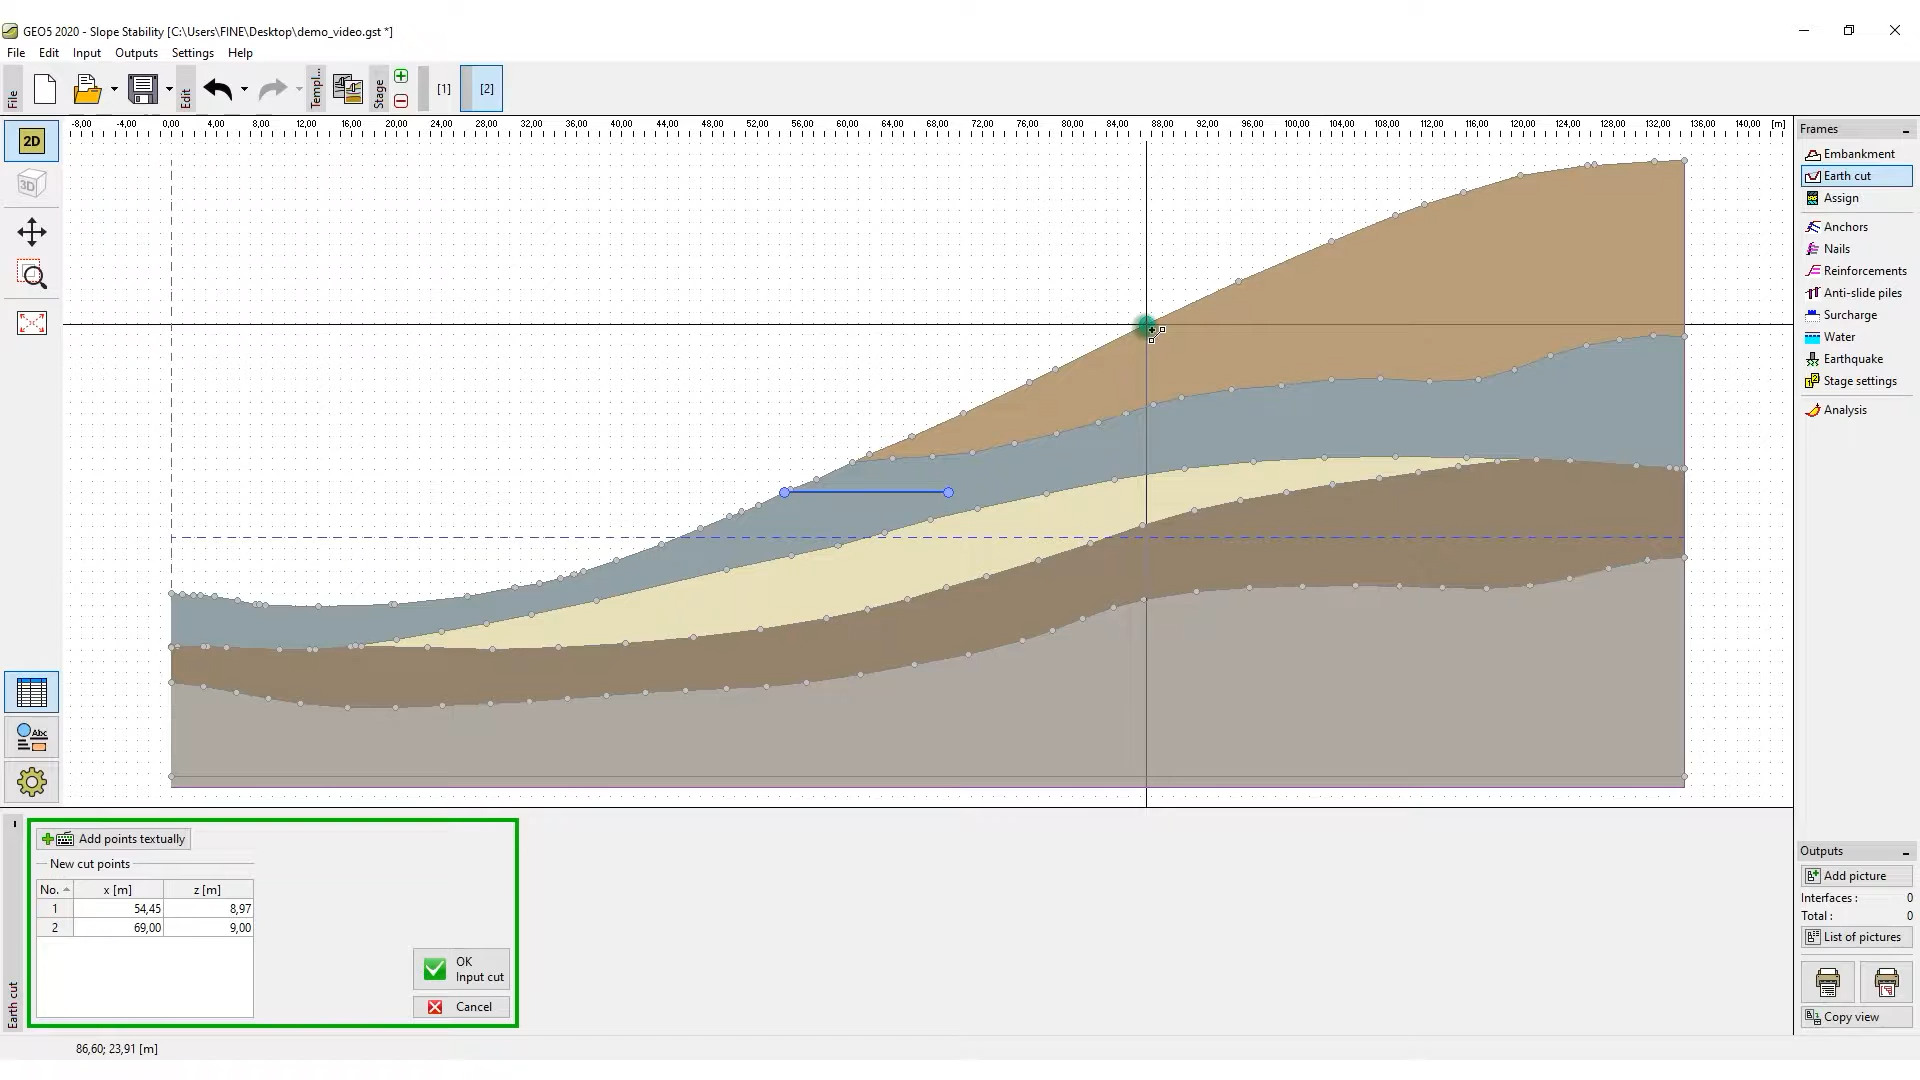 GEO5 2020 - Slope Stability [C:\Users\FINE\Desktop\demo_video.gst *]
File Edit Input Outputs Settings Help
File
Edit
Templ...
Stage
[1] [2]
-8,00 -4,00 0,00 4,00 8,00 12,00 16,00 20,00 24,00 28,00 32,00 36,00 40,00 44,00 48,00 52,00 56,00 60,00 64,00 68,00 72,00 76,00 80,00 84,00 88,00 92,00 96,00 100,00 104,00 108,00 112,00 116,00 120,00 124,00 128,00 132,00 136,00 140,00 [m]
2D
3D
Abc
Frames
Embankment
Earth cut
Assign
Anchors
Nails
Reinforcements
Anti-slide piles
Surcharge
Water
Earthquake
Stage settings
Analysis
Outputs
Add picture
Interfaces : 0
Total : 0
List of pictures
Copy view
Earth cut
Add points textually
New cut points
No. x [m] z [m]
1 54,45 8,97
2 69,00 9,00
OK
Input cut
Cancel
86,60; 23,91 [m]